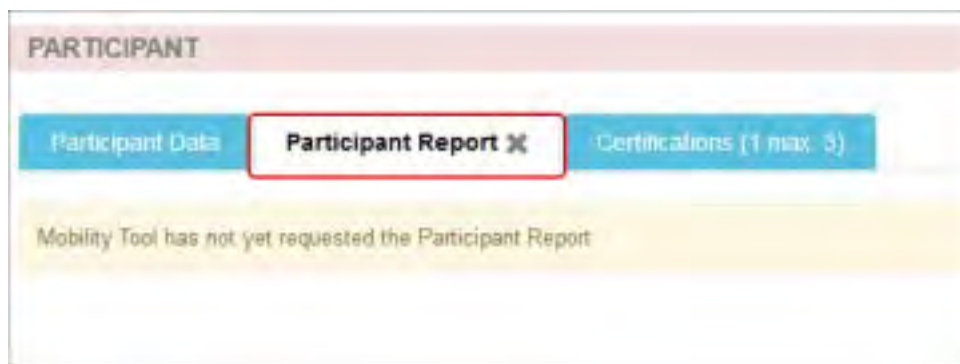 PARTICIPANT
Participant Data Participant Report ✖ Certifications (1 max. 3)
Mobility Tool has not yet requested the Participant Report